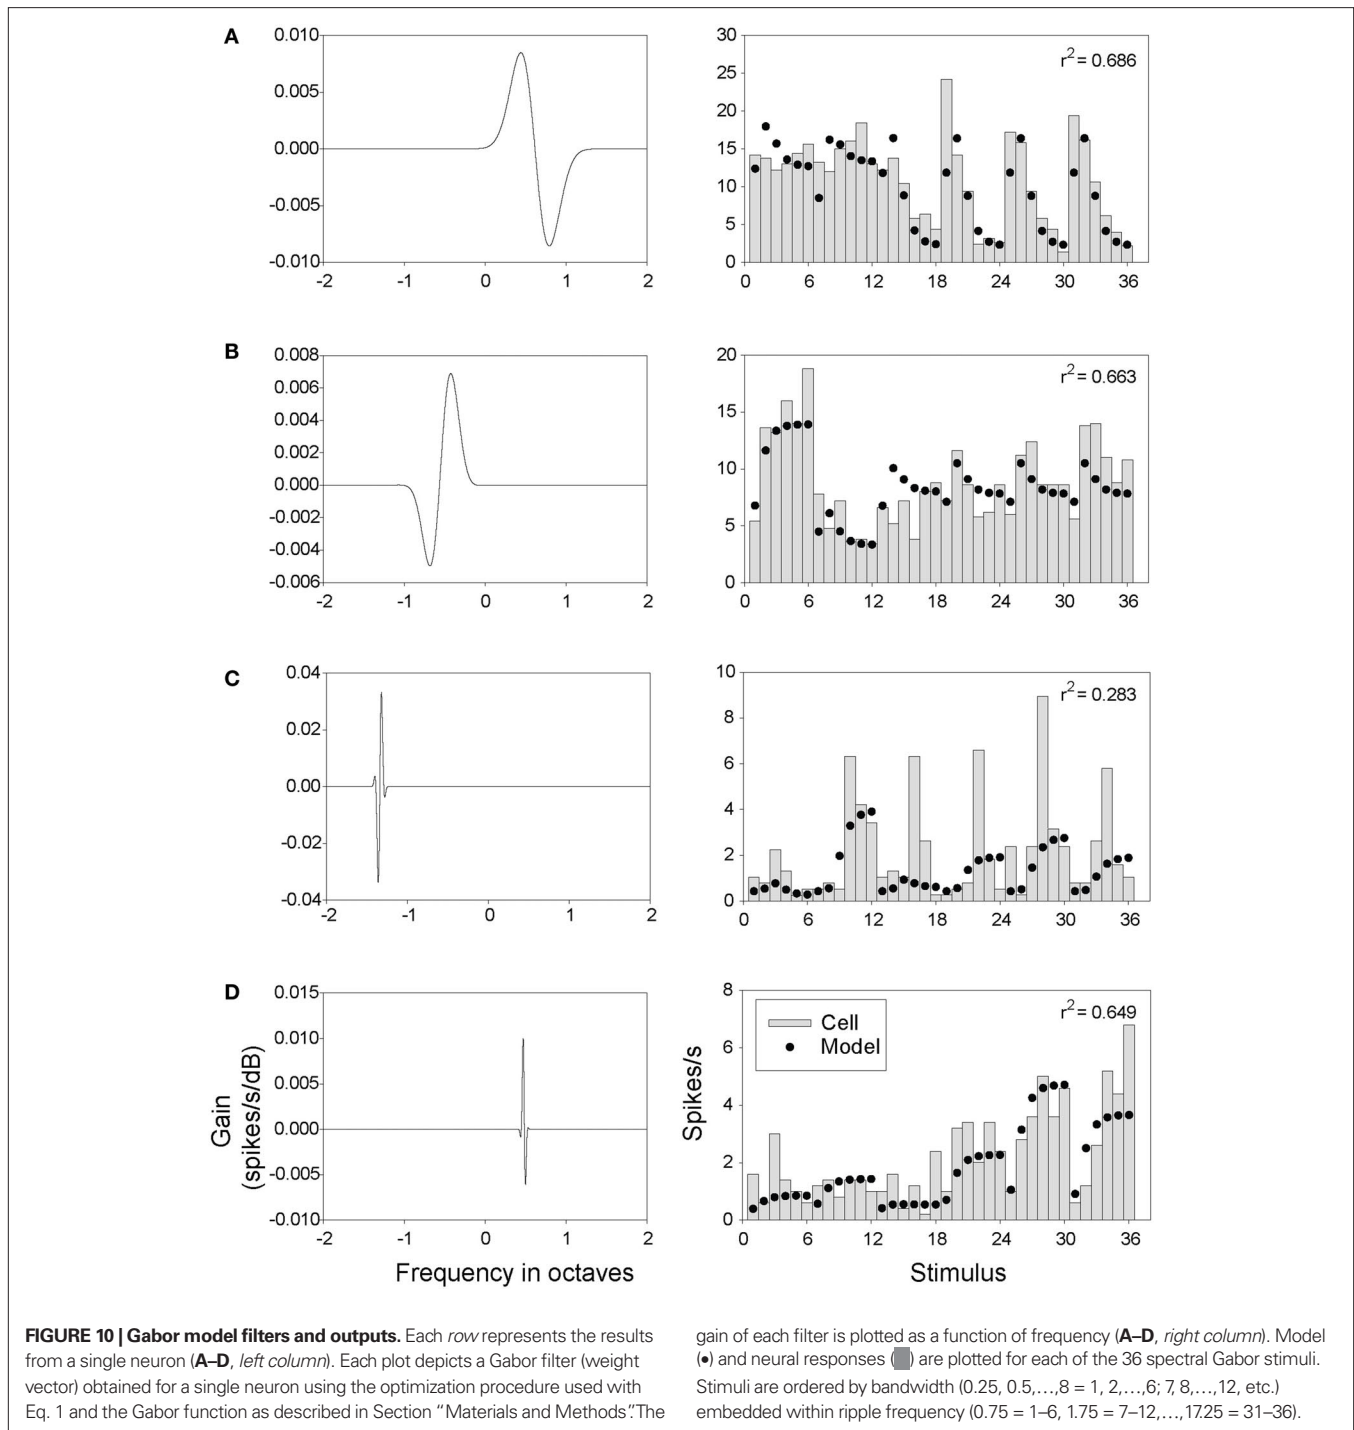 A
0.010
0.005
0.000
-0.005
-0.010
-2 -1 0 1 2
30
25
20
15
10
5
0
0 6 12 18 24 30 36
r2 = 0.686
B
0.008
0.006
0.004
0.002
0.000
-0.002
-0.004
-0.006
-2 -1 0 1 2
20
15
10
5
0
0 6 12 18 24 30 36
r2 = 0.663
C
0.04
0.02
0.00
-0.02
-0.04
-2 -1 0 1 2
10
8
6
4
2
0
0 6 12 18 24 30 36
r2 = 0.283
D
Gain
(spikes/s/dB)
0.015
0.010
0.005
0.000
-0.005
-0.010
-2 -1 0 1 2
Frequency in octaves
Spikes/s
8
6
4
2
0
0 6 12 18 24 30 36
Stimulus
Cell
Model
r2 = 0.649
FIGURE 10 | Gabor model filters and outputs. Each row represents the results
from a single neuron (A–D, left column). Each plot depicts a Gabor filter (weight
vector) obtained for a single neuron using the optimization procedure used with
Eq. 1 and the Gabor function as described in Section “Materials and Methods”. The
gain of each filter is plotted as a function of frequency (A–D, right column). Model
(•) and neural responses (■) are plotted for each of the 36 spectral Gabor stimuli.
Stimuli are ordered by bandwidth (0.25, 0.5,…,8 = 1, 2,…,6; 7, 8,…,12, etc.)
embedded within ripple frequency (0.75 = 1–6, 1.75 = 7–12,…,17.25 = 31–36).